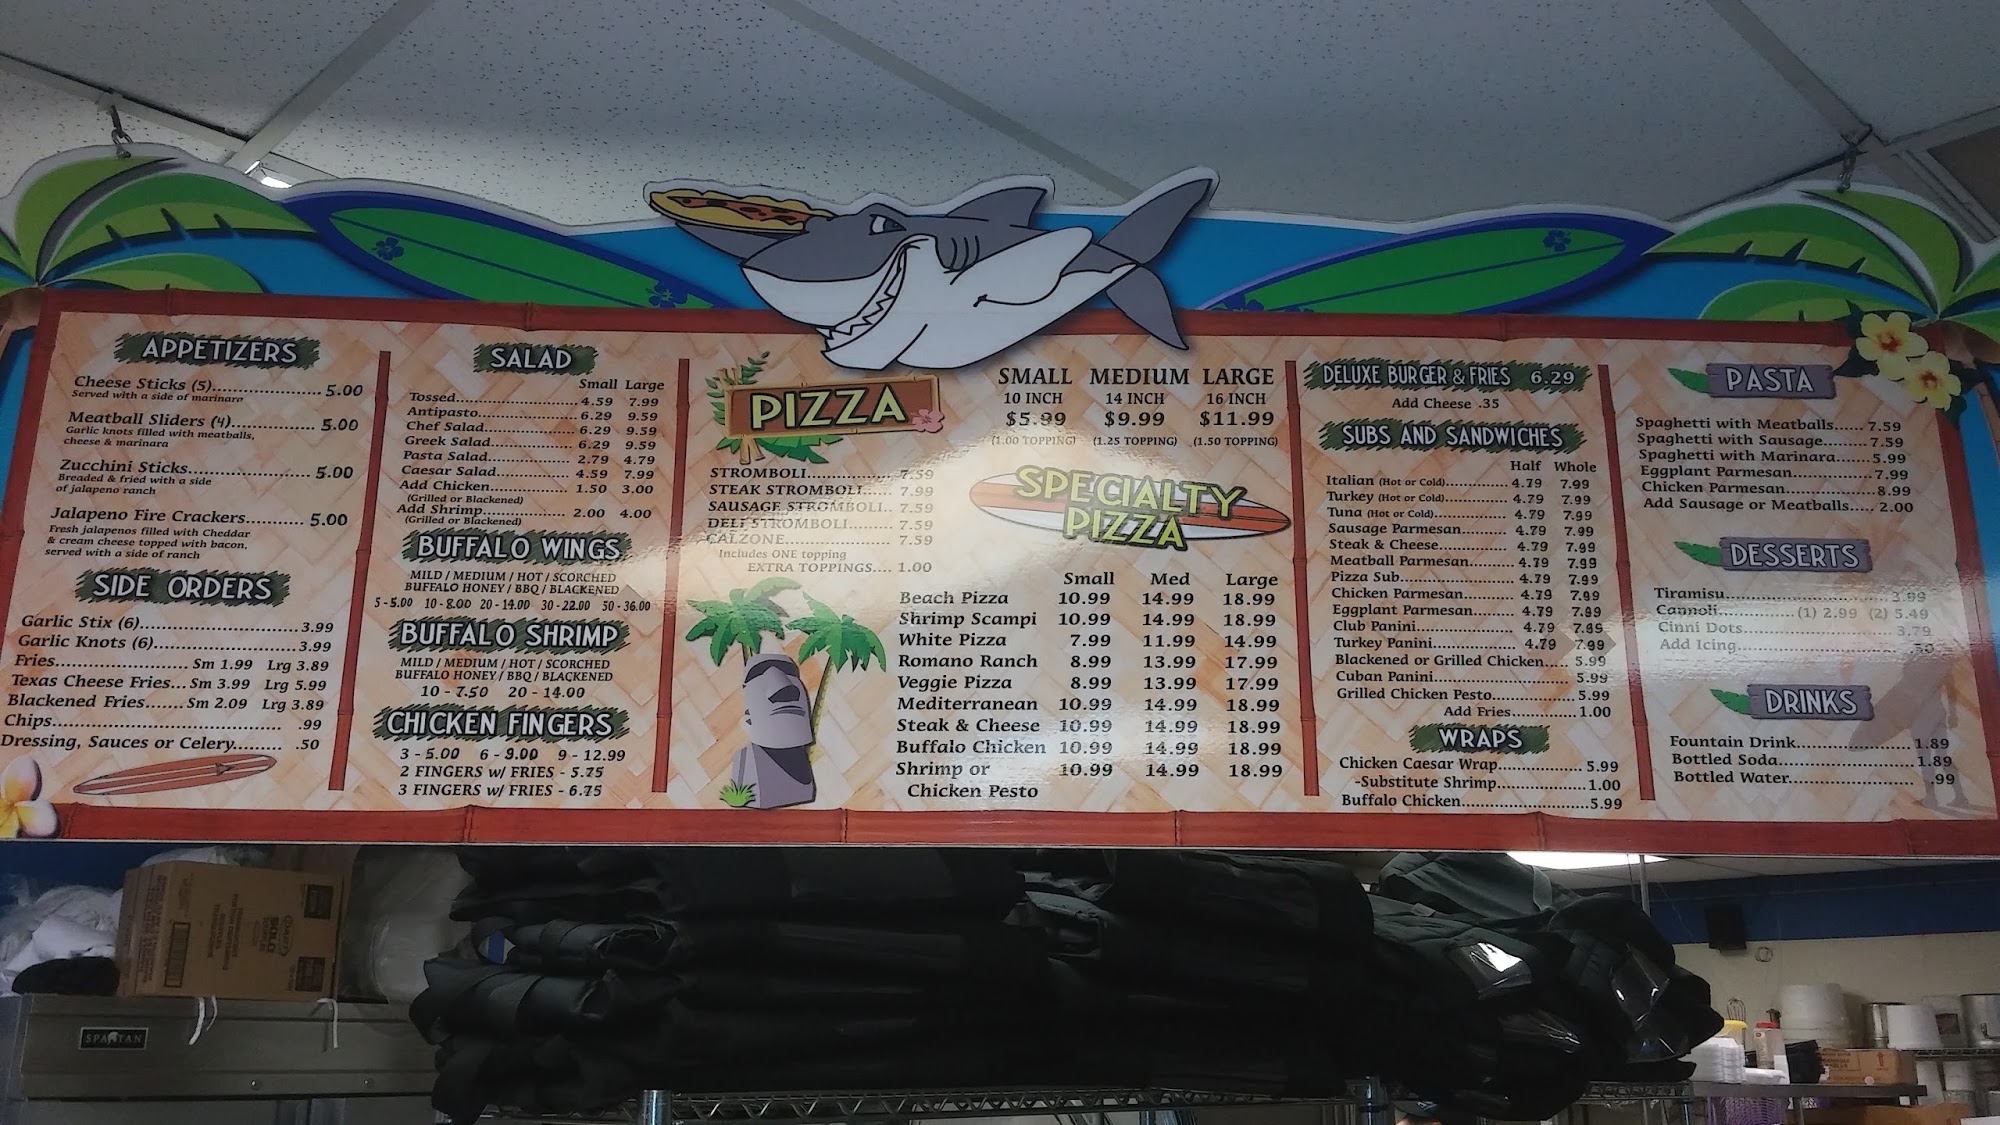 APPETIZERS
Cheese Sticks (5)..................... 5.00
Served with a side of marinara
Meatball Sliders (4)................. 5.00
Garlic knots filled with meatballs,
cheese & marinara
Zucchini Sticks........................ 5.00
Breaded & fried with a side
of jalapeno ranch
Jalapeno Fire Crackers............. 5.00
Fresh jalapenos filled with Cheddar
& cream cheese topped with bacon,
served with a side of ranch
SIDE ORDERS
Garlic Stix (6)................................ 3.99
Garlic Knots (6)............................. 3.99
Fries....................... Sm 1.99 Lrg 3.89
Texas Cheese Fries... Sm 3.99 Lrg 5.99
Blackened Fries....... Sm 2.09 Lrg 3.89
Chips....................................... .99
Dressing, Sauces or Celery......... .50
SALAD
Small Large
Tossed............................ 4.59 7.99
Antipasto........................ 6.29 9.59
Chef Salad...................... 6.29 9.59
Greek Salad.................... 6.29 9.59
Pasta Salad.................... 2.79 4.79
Caesar Salad................... 4.59 7.99
Add Chicken.................... 1.50 3.00
(Grilled or Blackened)
Add Shrimp..................... 2.00 4.00
(Grilled or Blackened)
BUFFALO WINGS
MILD / MEDIUM / HOT / SCORCHED
BUFFALO HONEY / BBQ / BLACKENED
5 - 5.00 10 - 8.00 20 - 14.00 30 - 22.00 50 - 36.00
BUFFALO SHRIMP
MILD / MEDIUM / HOT / SCORCHED
BUFFALO HONEY / BBQ / BLACKENED
10 - 7.50 20 - 14.00
CHICKEN FINGERS
3 - 5.00 6 - 9.00 9 - 12.99
2 FINGERS w/ FRIES - 5.75
3 FINGERS w/ FRIES - 6.75
PIZZA
SMALL MEDIUM LARGE
10 INCH 14 INCH 16 INCH
$5.99 $9.99 $11.99
(1.00 TOPPING) (1.25 TOPPING) (1.50 TOPPING)
STROMBOLI.................. 7.59
STEAK STROMBOLI...... 7.99
SAUSAGE STROMBOLI.. 7.59
DELI STROMBOLI......... 7.59
CALZONE..................... 7.59
Includes ONE topping
EXTRA TOPPINGS.... 1.00
SPECIALTY
PIZZA
Small Med Large
Beach Pizza 10.99 14.99 18.99
Shrimp Scampi 10.99 14.99 18.99
White Pizza 7.99 11.99 14.99
Romano Ranch 8.99 13.99 17.99
Veggie Pizza 8.99 13.99 17.99
Mediterranean 10.99 14.99 18.99
Steak & Cheese 10.99 14.99 18.99
Buffalo Chicken 10.99 14.99 18.99
Shrimp or 10.99 14.99 18.99
Chicken Pesto
DELUXE BURGER & FRIES 6.29
Add Cheese .35
SUBS AND SANDWICHES
Half Whole
Italian (Hot or Cold)................. 4.79 7.99
Turkey (Hot or Cold)................. 4.79 7.99
Tuna (Hot or Cold)................... 4.79 7.99
Sausage Parmesan............ 4.79 7.99
Steak & Cheese................. 4.79 7.99
Meatball Parmesan.......... 4.79 7.99
Pizza Sub......................... 4.79 7.99
Chicken Parmesan........... 4.79 7.99
Eggplant Parmesan.......... 4.79 7.99
Club Panini...................... 4.79 7.99
Turkey Panini.................. 4.79 7.99
Blackened or Grilled Chicken..... 5.99
Cuban Panini............................. 5.99
Grilled Chicken Pesto................. 5.99
Add Fries............. 1.00
WRAPS
Chicken Caesar Wrap................. 5.99
-Substitute Shrimp.................. 1.00
Buffalo Chicken......................... 5.99
PASTA
Spaghetti with Meatballs...... 7.59
Spaghetti with Sausage........ 7.59
Spaghetti with Marinara...... 5.99
Eggplant Parmesan.............. 7.99
Chicken Parmesan............... 8.99
Add Sausage or Meatballs..... 2.00
DESSERTS
Tiramisu................................. 3.99
Cannoli.............. (1) 2.99 (2) 5.49
Cinni Dots............................... 3.79
Add Icing................................. .50
DRINKS
Fountain Drink..................... 1.89
Bottled Soda......................... 1.89
Bottled Water........................ .99
SPARTAN
SOLO